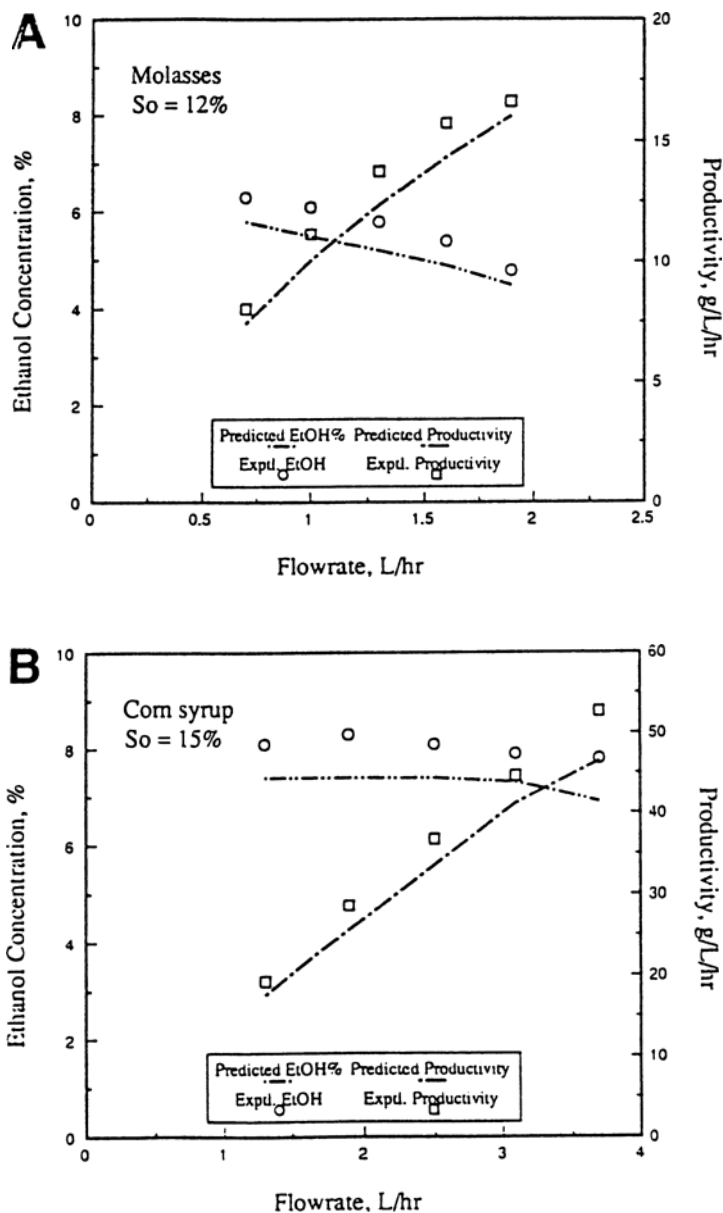 A
Molasses
So = 12%
Ethanol Concentration, %
10
8
6
4
2
0
20
15
10
5
0
Productivity, g/L/hr
Predicted EtOH% Predicted Productivity
Exptl. EtOH Exptl. Productivity
0 0.5 1 1.5 2 2.5
Flowrate, L/hr
B
Corn syrup
So = 15%
Ethanol Concentration, %
10
8
6
4
2
0
60
50
40
30
20
10
0
Productivity, g/L/hr
Predicted EtOH% Predicted Productivity
Exptl. EtOH Exptl. Productivity
0 1 2 3 4
Flowrate, L/hr